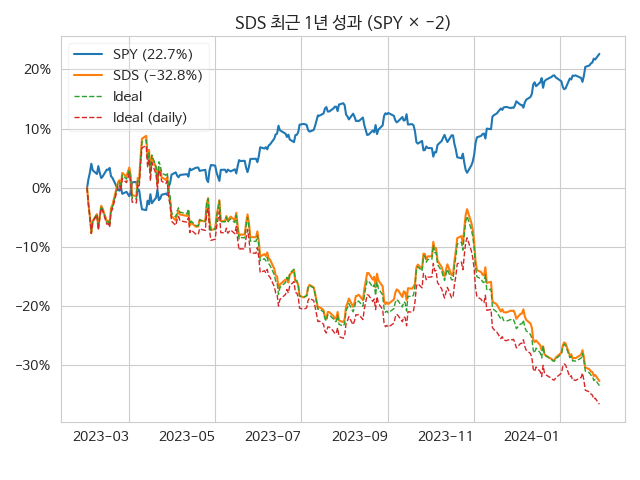 SDS 최근 1년 성과 (SPY × −2)
SPY (22.7%)
SDS (−32.8%)
Ideal
Ideal (daily)
20%
10%
0%
−10%
−20%
−30%
2023−03
2023−05
2023−07
2023−09
2023−11
2024−01